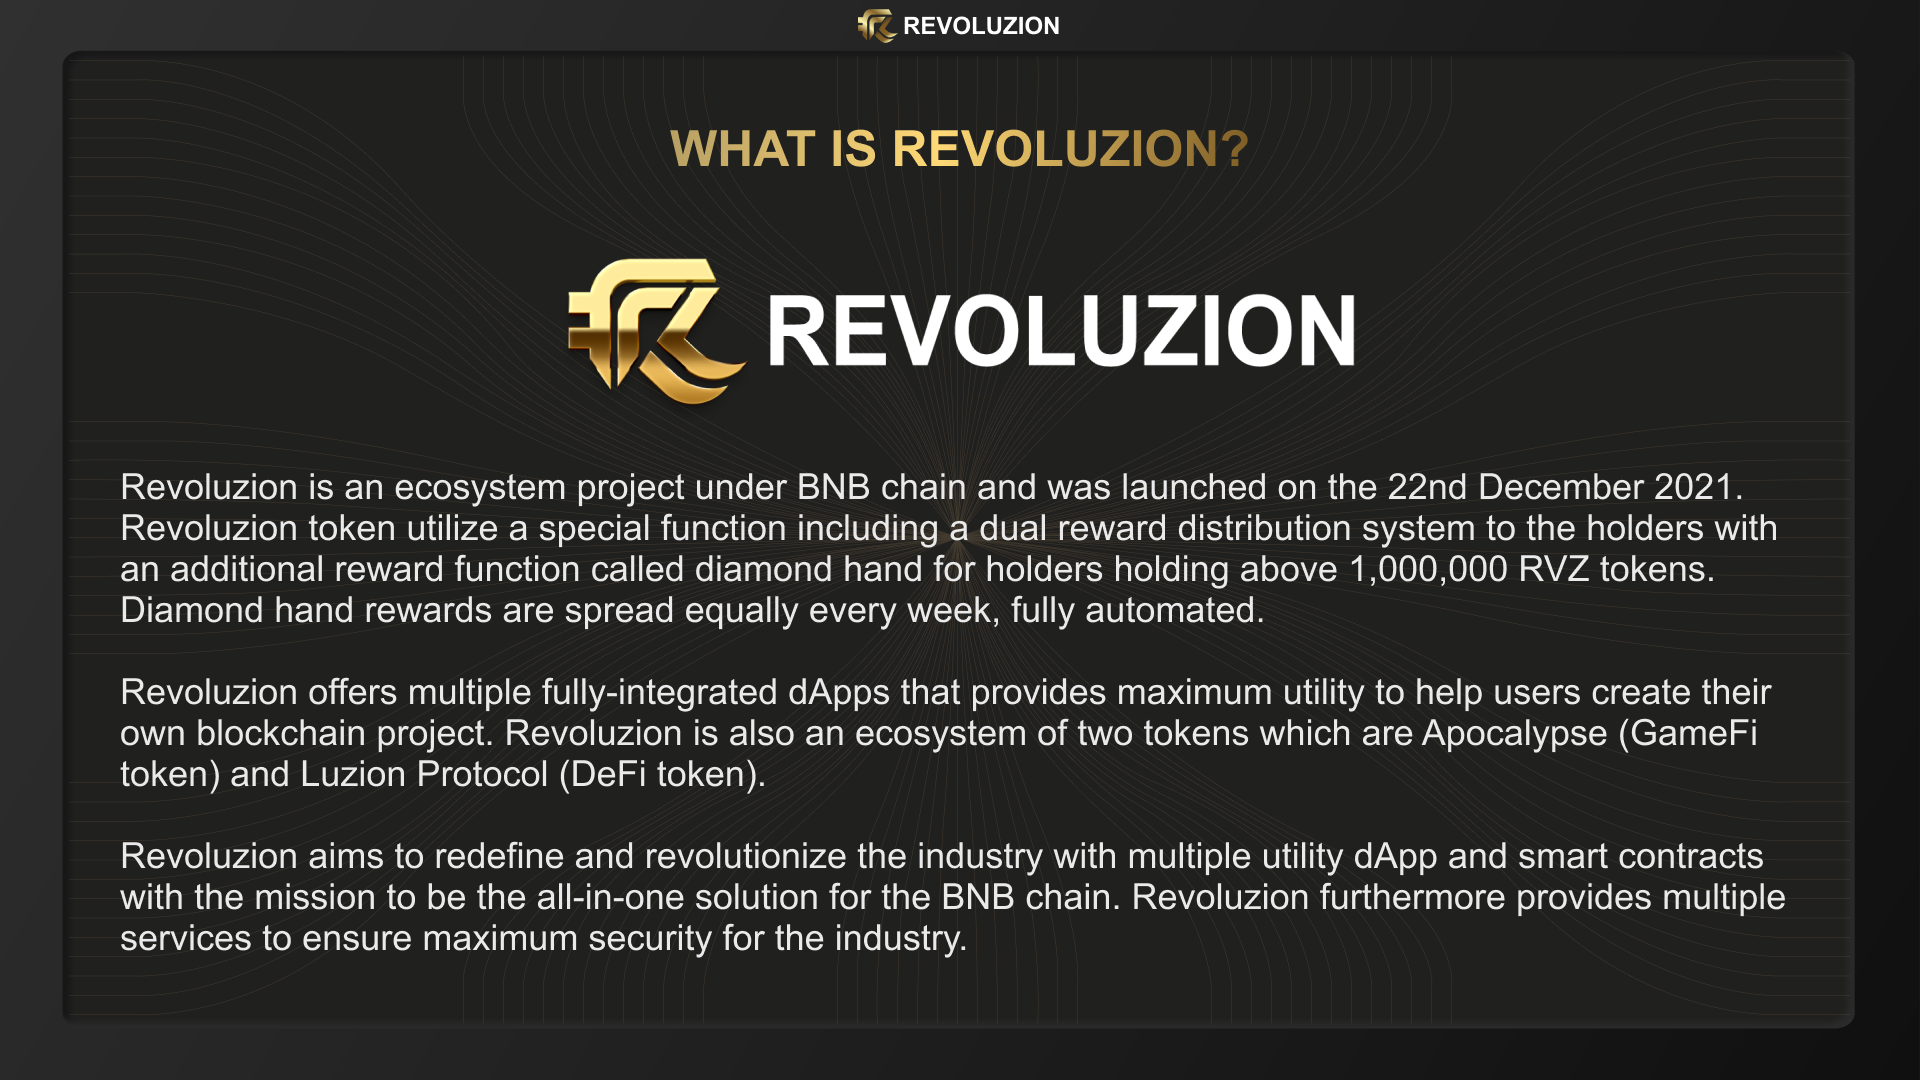 REVOLUZION
WHAT IS REVOLUZION?
REVOLUZION
Revoluzion is an ecosystem project under BNB chain and was launched on the 22nd December 2021.
Revoluzion token utilize a special function including a dual reward distribution system to the holders with
an additional reward function called diamond hand for holders holding above 1,000,000 RVZ tokens.
Diamond hand rewards are spread equally every week, fully automated.
Revoluzion offers multiple fully-integrated dApps that provides maximum utility to help users create their
own blockchain project. Revoluzion is also an ecosystem of two tokens which are Apocalypse (GameFi
token) and Luzion Protocol (DeFi token).
Revoluzion aims to redefine and revolutionize the industry with multiple utility dApp and smart contracts
with the mission to be the all-in-one solution for the BNB chain. Revoluzion furthermore provides multiple
services to ensure maximum security for the industry.